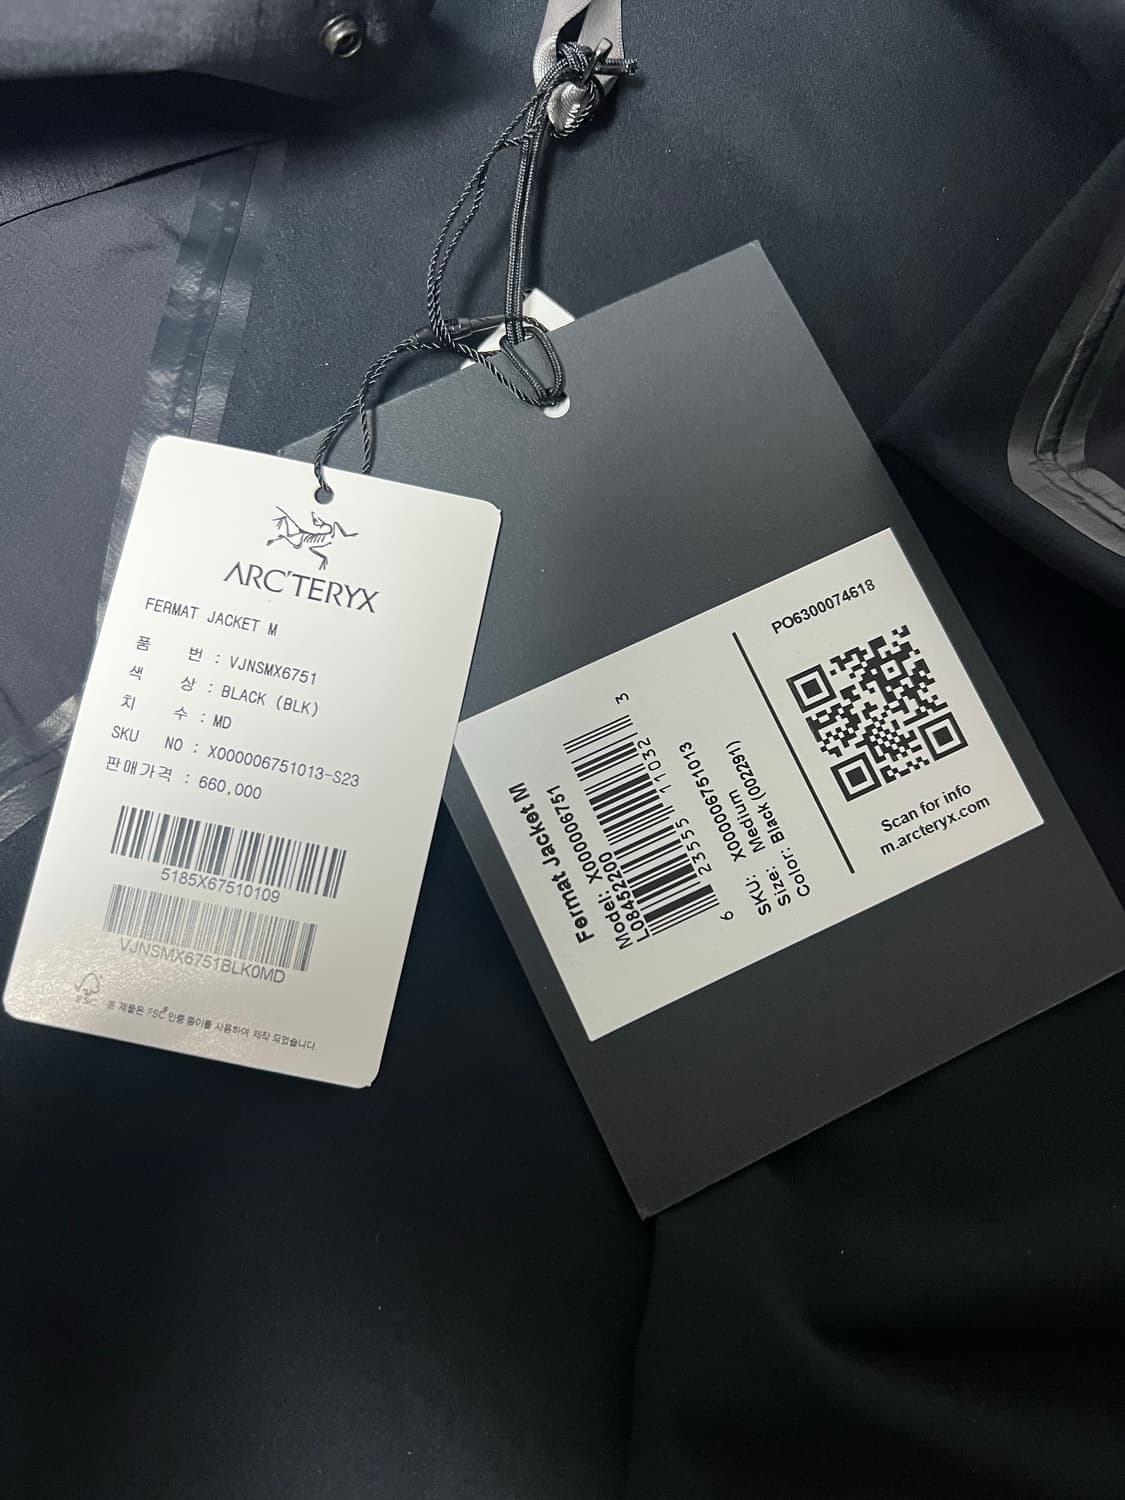 ARC'TERYX
FERMAT JACKET M
품 번 : VJNSMX6751
색 상 : BLACK (BLK)
치 수 : MD
SKU NO : X000006751013-S23
판매가격 : 660,000
5185X67510109
VJNSMX6751BLK0MD
FSC
본 제품은 FSC® 인증 종이를 사용하여 제작 되었습니다.
Fermat Jacket M
Model: X000006751
L08452200
6 23555 11032 3
SKU: X000006751013
Size: Medium
Color: Black (002291)
PO6300074618
Scan for info
m.arcteryx.com